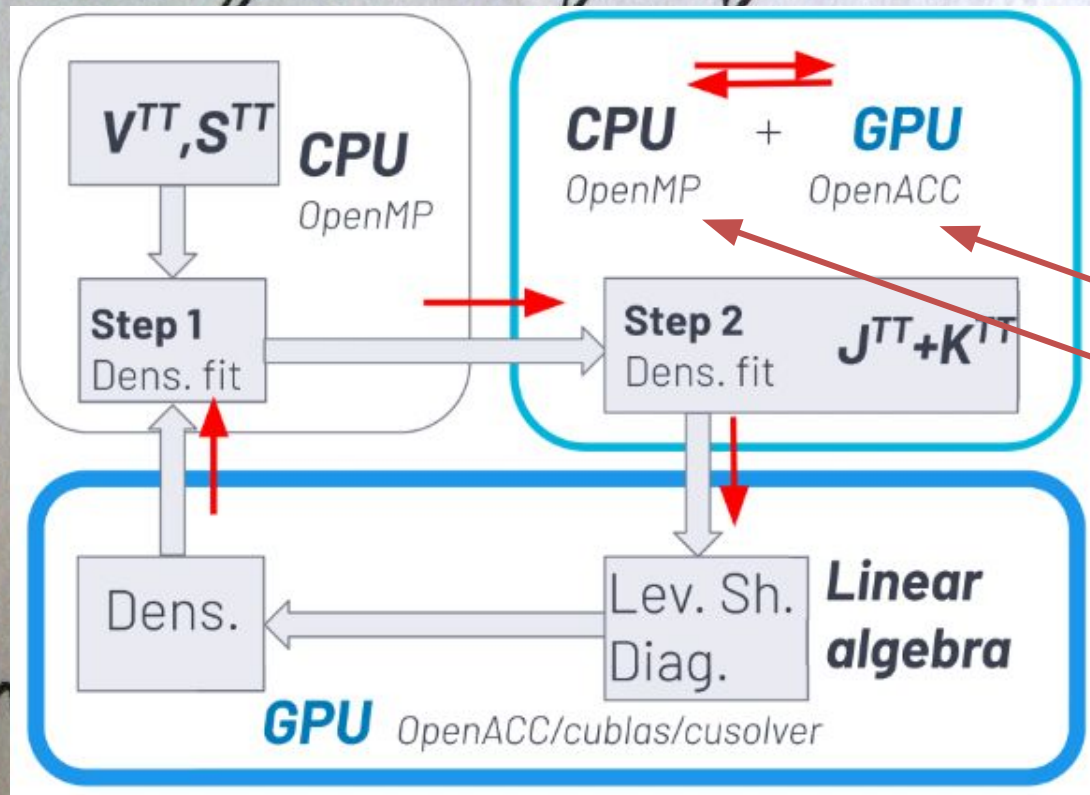 V^TT,S^TT
CPU
OpenMP
Step 1
Dens. fit
CPU + GPU
OpenMP OpenACC
Step 2
Dens. fit
J^TT+K^TT
Dens.
Lev. Sh.
Diag.
Linear
algebra
GPU OpenACC/cublas/cusolver